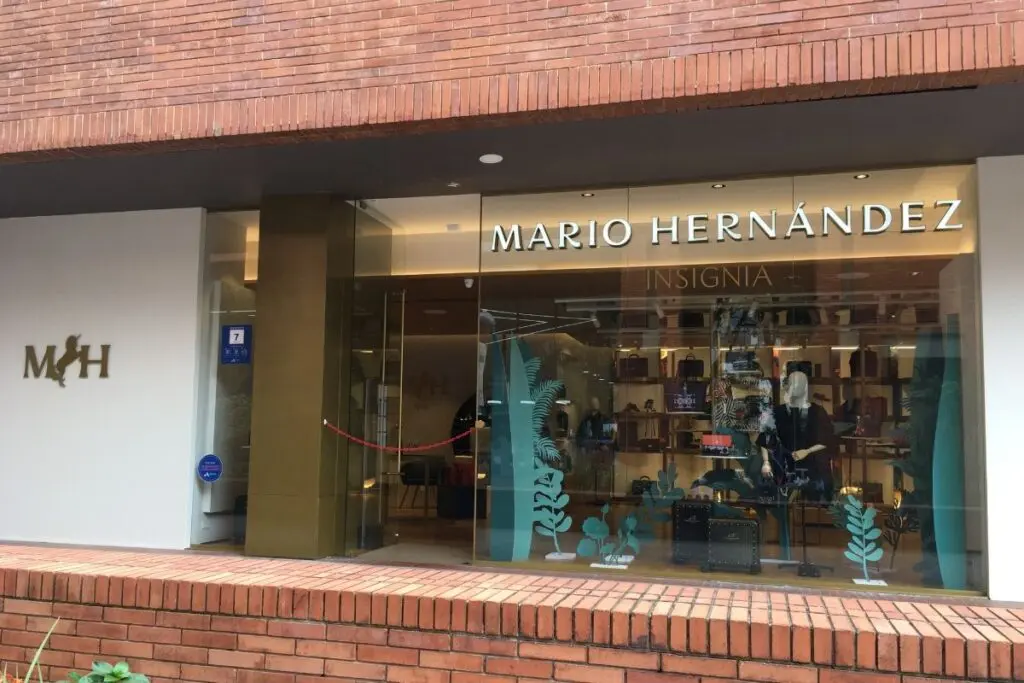 MARIO HERNÁNDEZ
INSIGNIA
MH
7